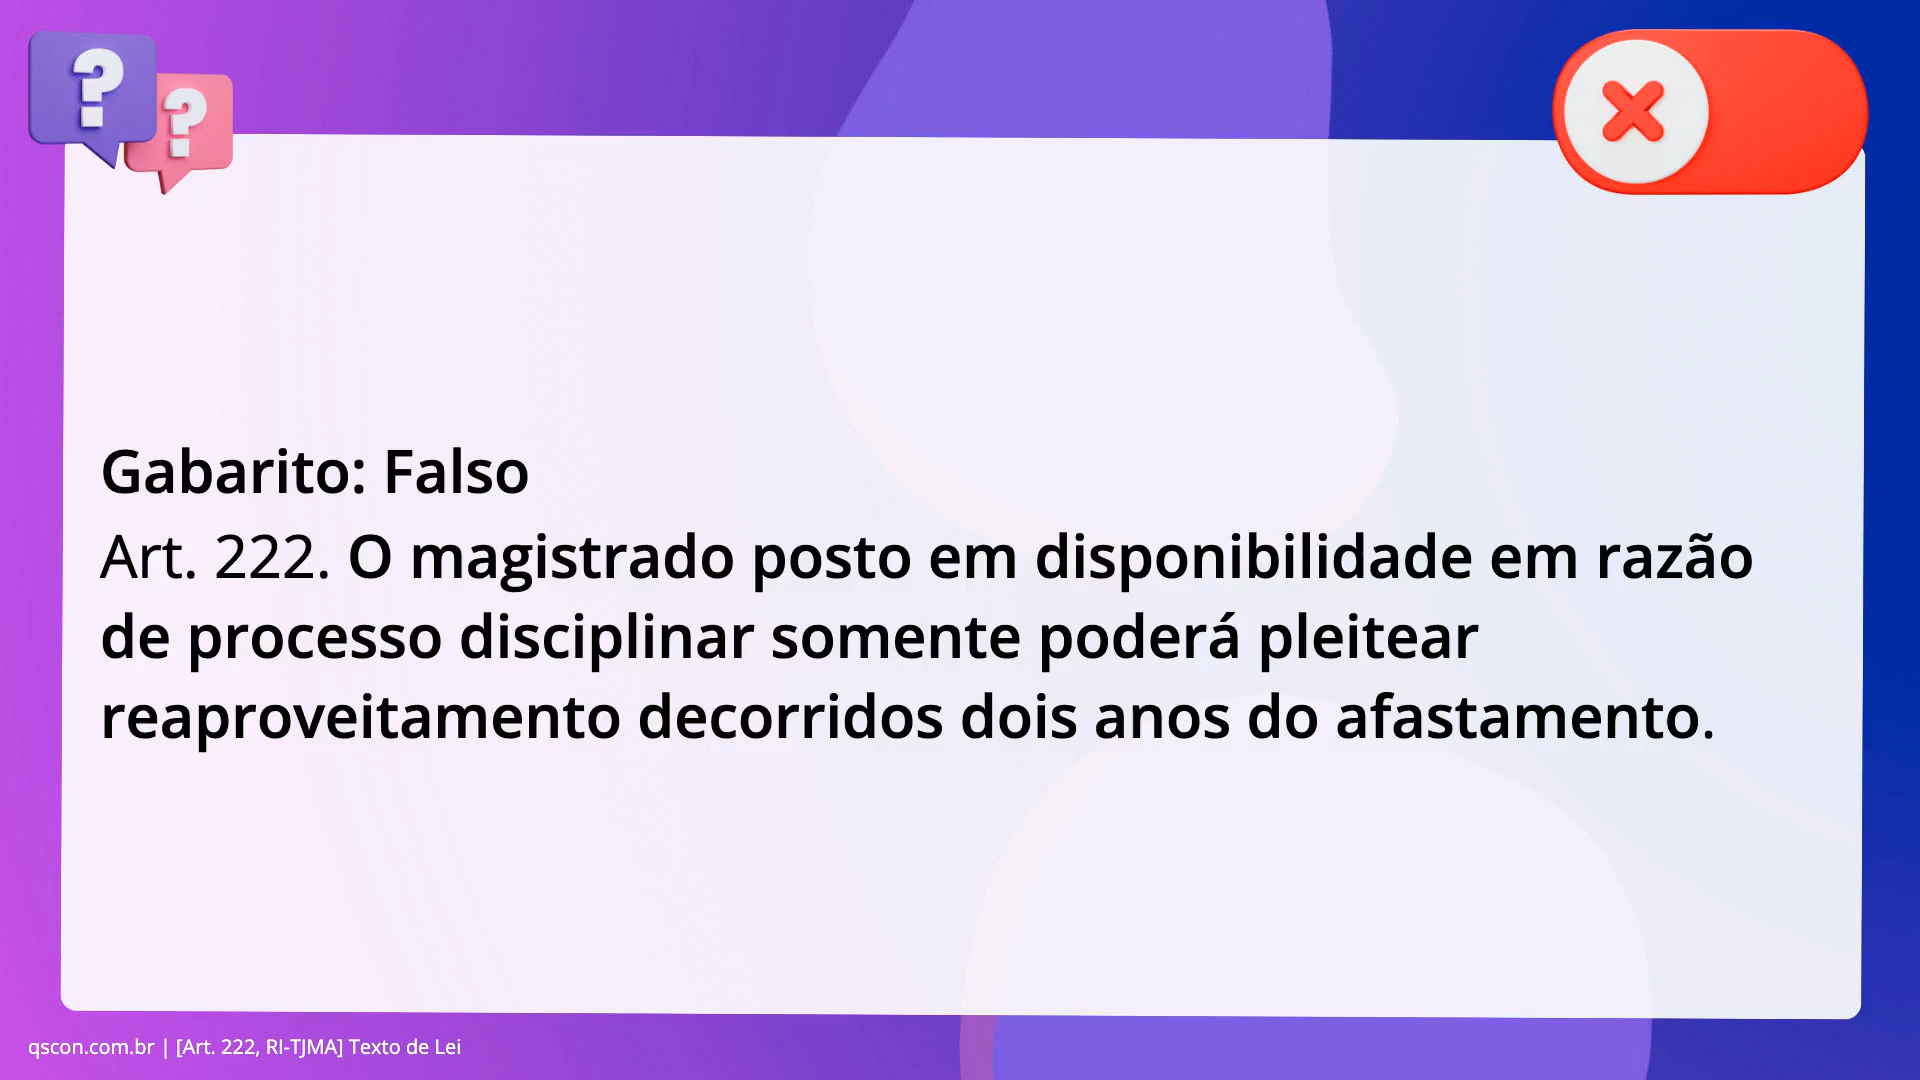 Gabarito: Falso
Art. 222. O magistrado posto em disponibilidade em razão
de processo disciplinar somente poderá pleitear
reaproveitamento decorridos dois anos do afastamento.
qscon.com.br | [Art. 222, RI-TJMA] Texto de Lei